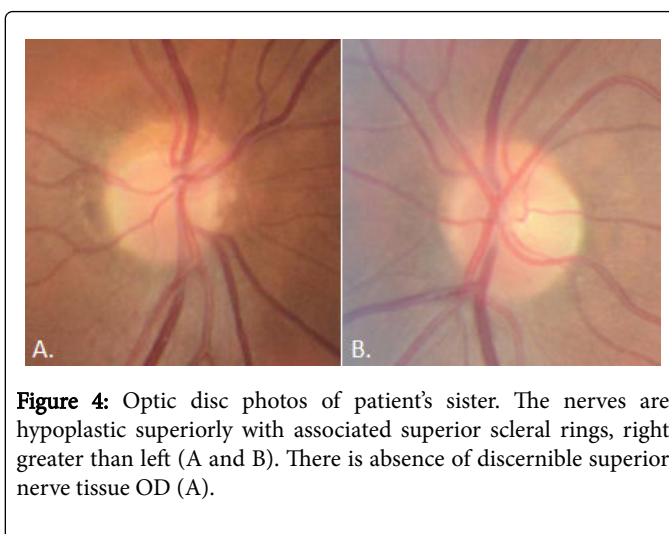 A.
B.
Figure 4: Optic disc photos of patient's sister. The nerves are
hypoplastic superiorly with associated superior scleral rings, right
greater than left (A and B). There is absence of discernible superior
nerve tissue OD (A).